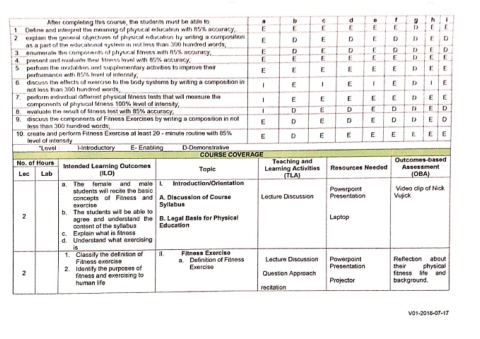 After completing this course, the students must be able to a b c d e f g h i
1 Define and interpret the meaning of physical education with 85% accuracy, E E E E E E D E E
2 explain the general objectives of physical education by writing a composition E D E D E D D E D
as a part of the educational system in not less than 300 hundred words;
3. enumerate the components of physical fitness with 85% accuracy;
4. present and evaluate their fitness level with 85% accuracy;
5. perform the modalities and supplementary activities to improve their
performance with 85% level of intensity;
6. discuss the effects of exercise to the body systems by writing a composition in I I E I E I E D I E
not less than 300 hundred words;
7. perform individual different physical fitness tests that will measure the
components of physical fitness 100% level of intensity;
8. evaluate the result of fitness test with 85% accuracy;
9. discuss the components of Fitness Exercises by writing a composition in not
less than 300 hundred words;
10. create and perform Fitness Exercise at least 20 - minute routine with 85%
level of intensity
*Level I-Introductory E- Enabling D-Demonstrative
COURSE COVERAGE
No. of Hours
Lec Lab
Intended Learning Outcomes
(ILO)
Topic
Teaching and
Learning Activities
(TLA)
Resources Needed
Outcomes-based
Assessment
(OBA)
2
a. The female and male
students will recite the basic
concepts of Fitness and
exercise
b. The students will be able to
agree and understand the
content of the syllabus
c. Explain what is fitness
d. Understand what exercising
is
I. Introduction/Orientation
A. Discussion of Course
Syllabus
B. Legal Basis for Physical
Education
Lecture Discussion
Powerpoint
Presentation
Laptop
Video clip of Nick
Vujick
2
1. Classify the definition of
Fitness exercise
2. Identify the purposes of
fitness and exercising to
human life
II. Fitness Exercise
a. Definition of Fitness
Exercise
Lecture Discussion
Question Approach
recitation
Powerpoint
Presentation
Projector
Reflection about
their physical
fitness life and
background.
V01-2018-07-17